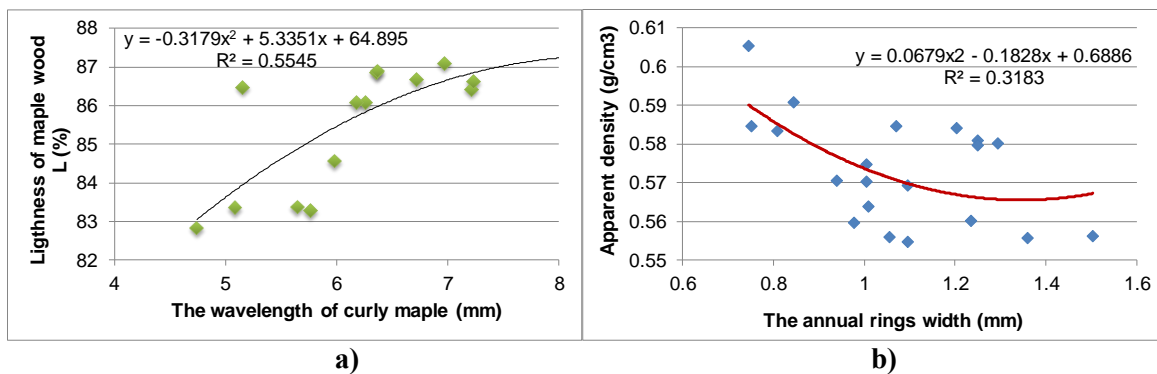 y = -0.3179x² + 5.3351x + 64.895
R² = 0.5545
88
87
86
85
84
83
82
Ligthness of maple wood
L (%)
4
5
6
7
8
The wavelength of curly maple (mm)
a)
y = 0.0679x2 - 0.1828x + 0.6886
R² = 0.3183
0.61
0.6
0.59
0.58
0.57
0.56
0.55
Apparent density (g/cm3)
0.6
0.8
1
1.2
1.4
1.6
The annual rings width (mm)
b)